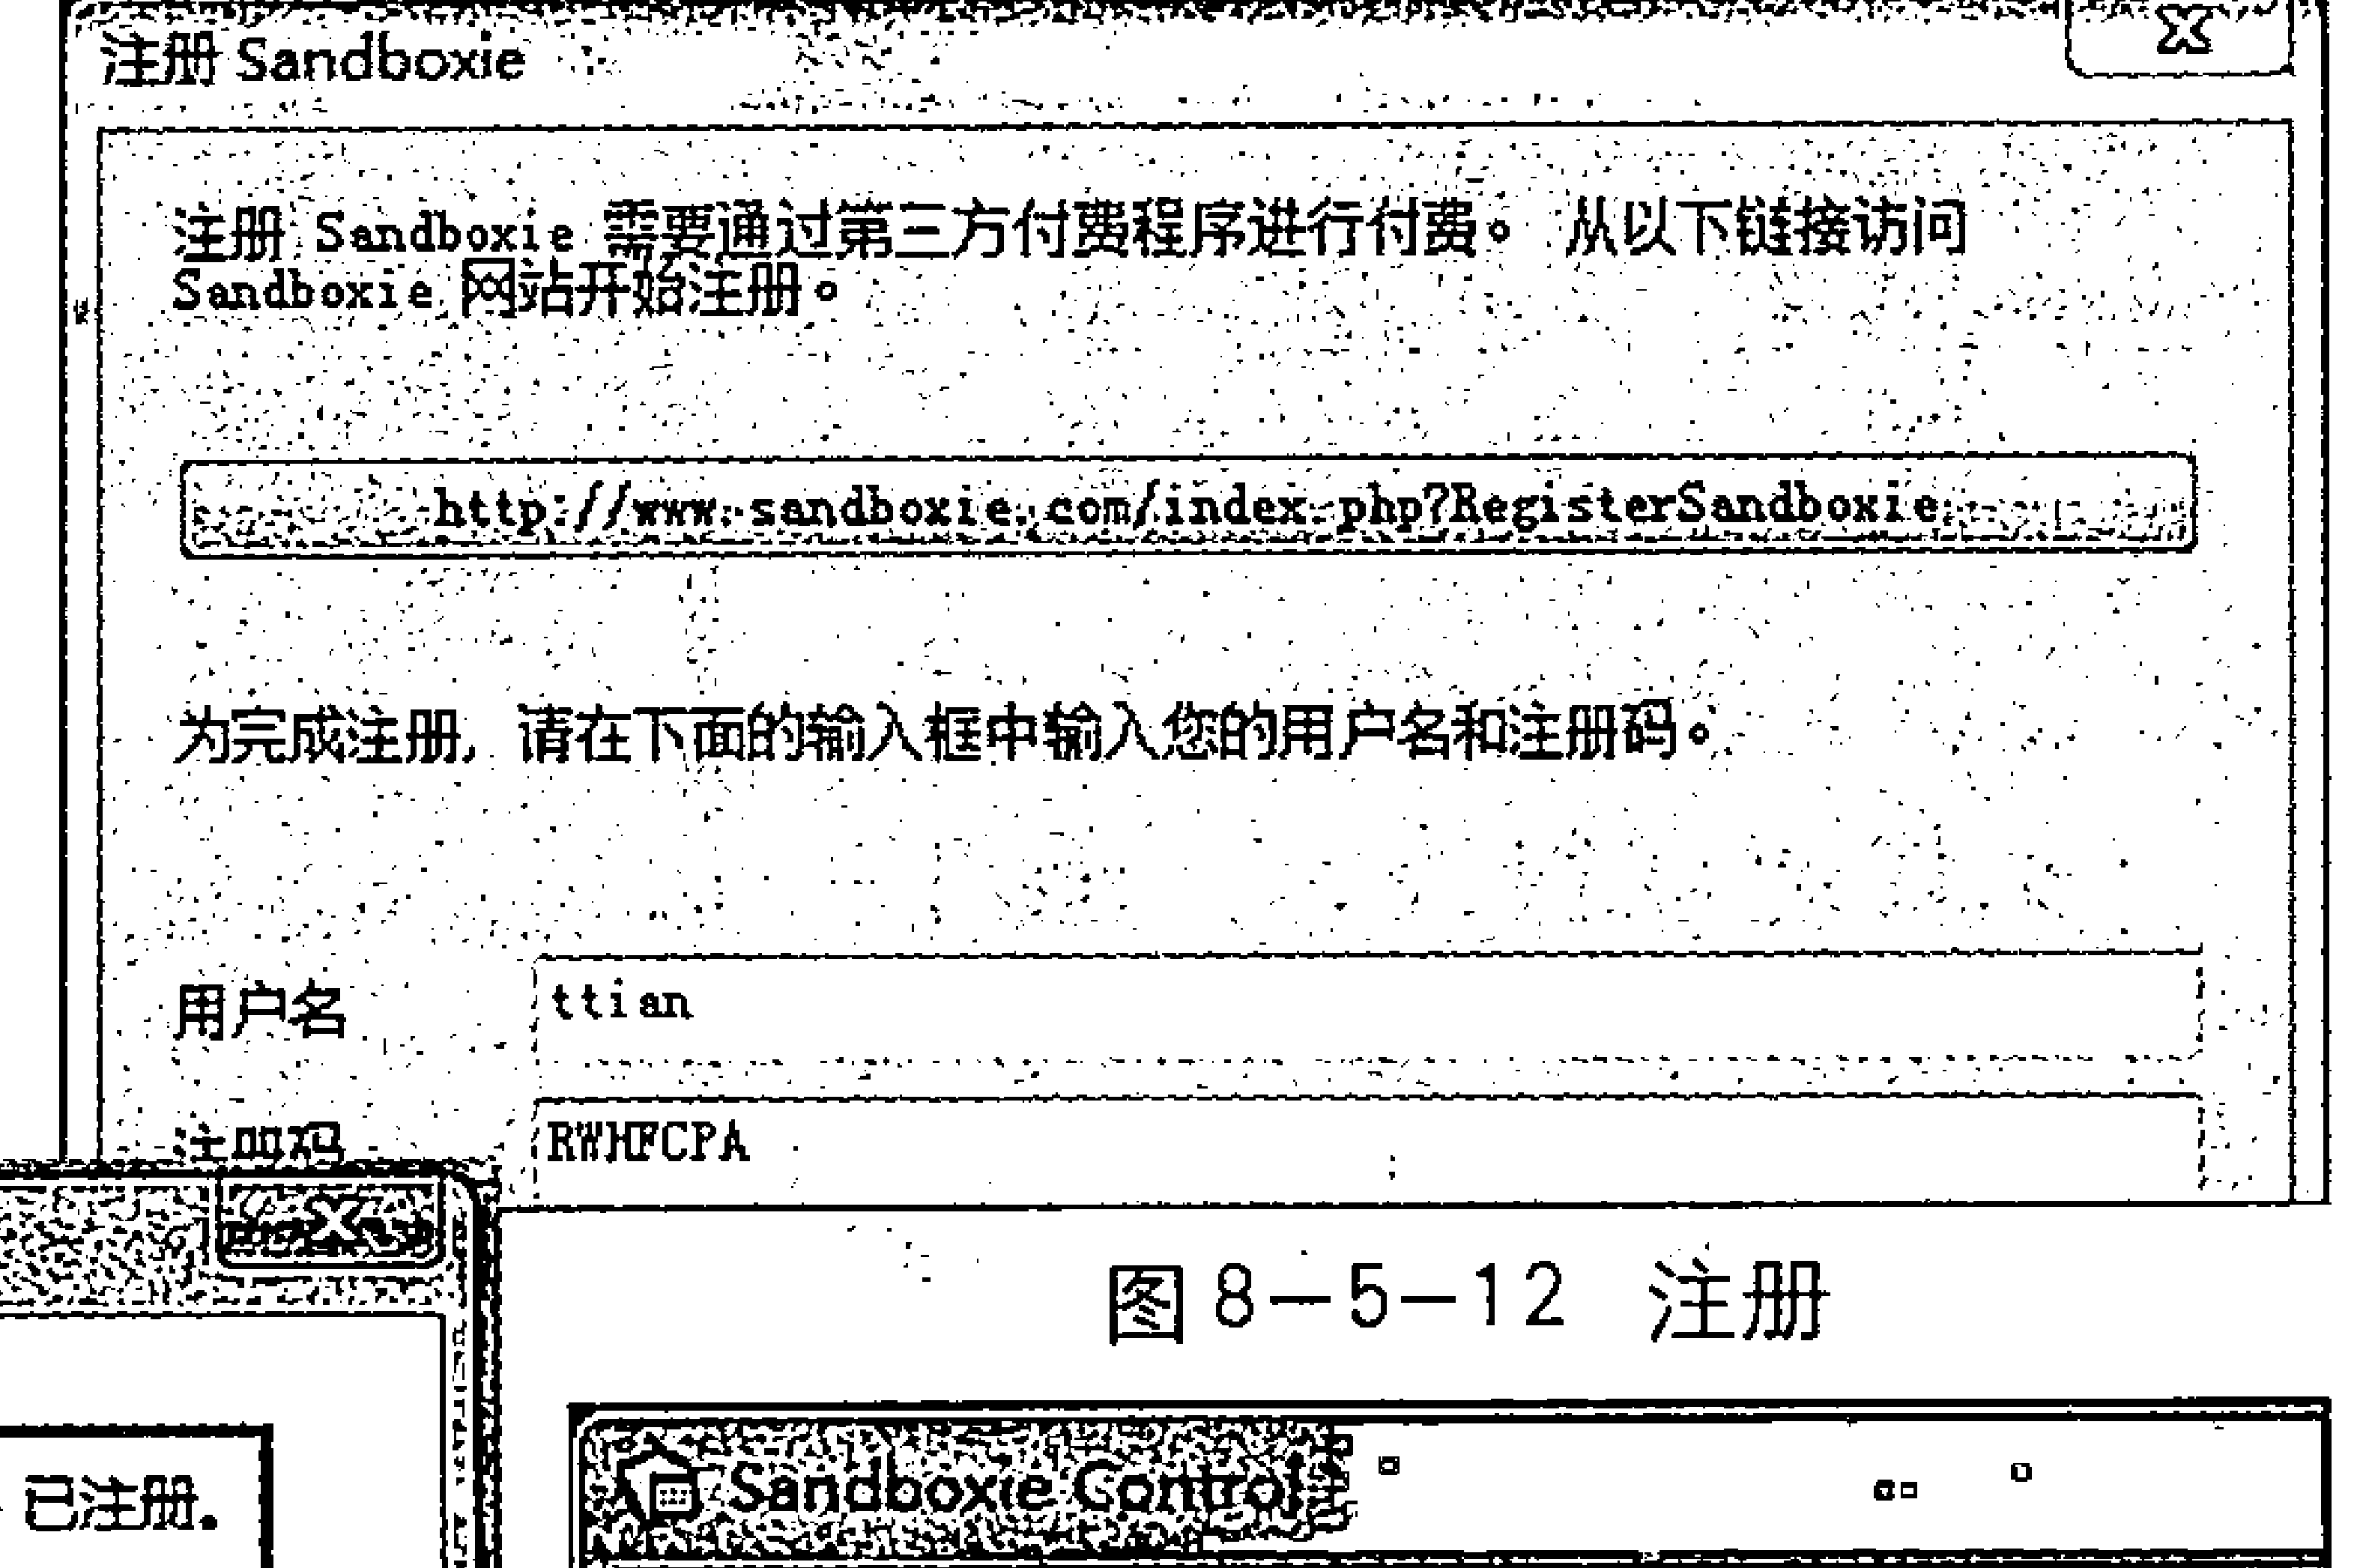 注册 Sandboxie
注册 Sandboxie 需要通过第三方付费程序进行付费。 从以下链接访问
Sandboxie 网站开始注册。
http://www.sandboxie.com/index.php?RegisterSandboxie
为完成注册, 请在下面的输入框中输入您的用户名和注册码。
用户名 ttian
注册码 RWHFCPA
图8-5-12 注册
已注册.
Sandboxie Control